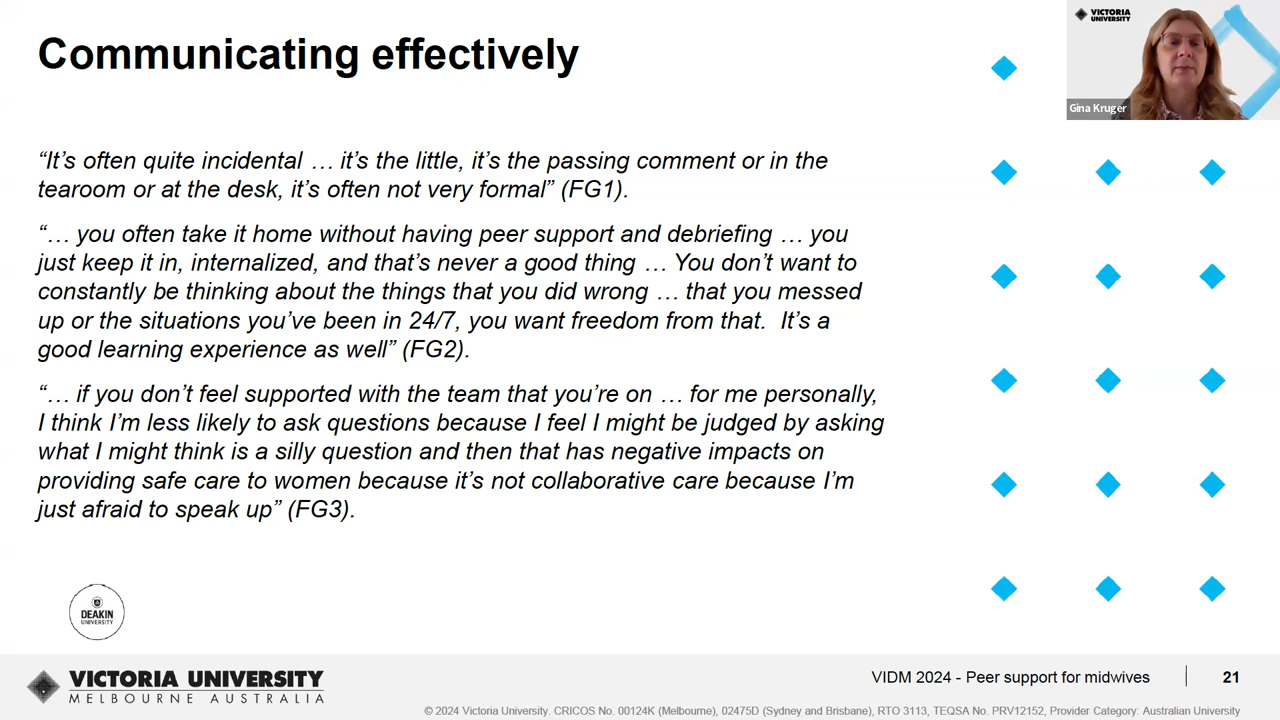 Communicating effectively
VICTORIA
UNIVERSITY
Gina Kruger
“It’s often quite incidental … it’s the little, it’s the passing comment or in the
tearoom or at the desk, it’s often not very formal” (FG1).
“… you often take it home without having peer support and debriefing … you
just keep it in, internalized, and that’s never a good thing … You don’t want to
constantly be thinking about the things that you did wrong … that you messed
up or the situations you’ve been in 24/7, you want freedom from that.  It’s a
good learning experience as well” (FG2).
“… if you don’t feel supported with the team that you’re on … for me personally,
I think I’m less likely to ask questions because I feel I might be judged by asking
what I might think is a silly question and then that has negative impacts on
providing safe care to women because it’s not collaborative care because I’m
just afraid to speak up” (FG3).
DEAKIN
UNIVERSITY
VICTORIA UNIVERSITY
MELBOURNE AUSTRALIA
VIDM 2024 - Peer support for midwives
21
© 2024 Victoria University. CRICOS No. 00124K (Melbourne), 02475D (Sydney and Brisbane), RTO 3113, TEQSA No. PRV12152, Provider Category: Australian University